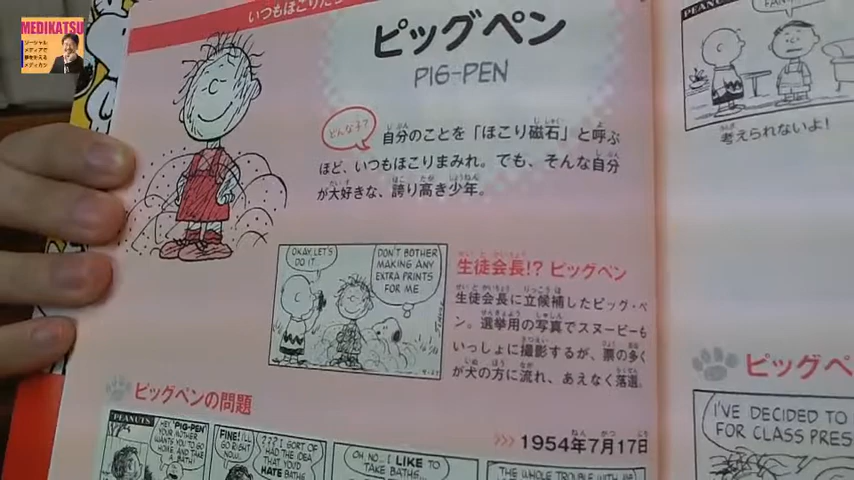 MEDIKATSU
いつもほこりだら
ピッグペン
PIG-PEN
どんな子?
自分のことを「ほこり磁石」と呼ぶ
ほど、いつもほこりまみれ。でも、そんな自分
が大好きな、誇り高き少年。
OKAY, LET'S
DO IT..
DON'T BOTHER
MAKING ANY
EXTRA PRINTS
FOR ME
生徒会長!? ピッグペン
生徒会長に立候補したピッグ・ペ
ン。選挙用の写真でスヌーピーも
いっしょに撮影するが、票の多く
が犬の方に流れ、あえなく落選。
ピッグペンの問題
1954年7月17日
PEANUTS
HEY, "PIG-PEN",
YOUR MOTHER
WANTS YOU TO GO
HOME AND
TAKE A BATH
FINE! I'LL
GO RIGHT
NOW..
??? I SORT OF
HAD THE IDEA
THAT YOU'D
HATE BATHS
OH, NO... I LIKE TO
TAKE BATHS.
THE WHOLE TROUBLE WITH
PEANUTS
考えられないよ!
ピッグペ
I'VE DECIDED TO
FOR CLASS PRES